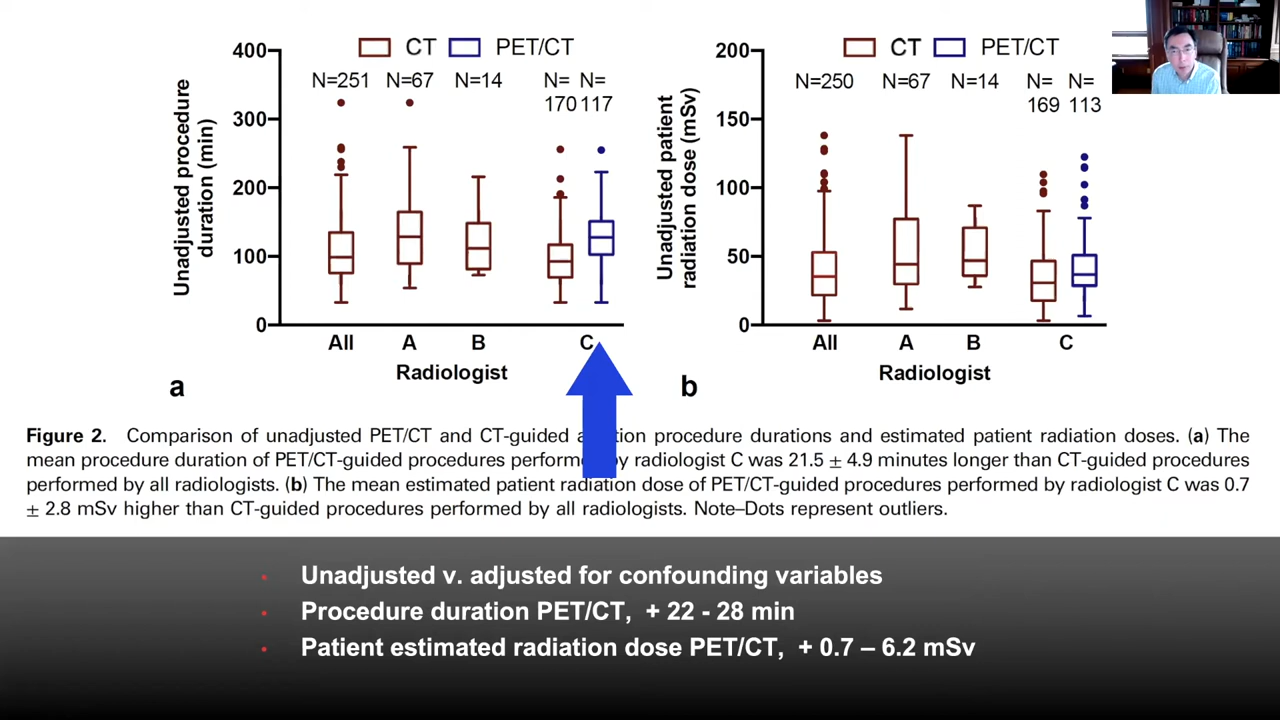 CT PET/CT
400
300
200
100
0
Unadjusted procedure
duration (min)
N=251 N=67 N=14 N= N=
170 117
All A B C
Radiologist
a
CT PET/CT
200
150
100
50
0
Unadjusted patient
radiation dose (mSv)
N=250 N=67 N=14 N= N=
169 113
All A B C
Radiologist
b
Figure 2. Comparison of unadjusted PET/CT and CT-guided procedure durations and estimated patient radiation doses. (a) The
mean procedure duration of PET/CT-guided procedures performed by radiologist C was 21.5 ± 4.9 minutes longer than CT-guided procedures
performed by all radiologists. (b) The mean estimated patient radiation dose of PET/CT-guided procedures performed by radiologist C was 0.7
± 2.8 mSv higher than CT-guided procedures performed by all radiologists. Note–Dots represent outliers.
• Unadjusted v. adjusted for confounding variables
• Procedure duration PET/CT, + 22 - 28 min
• Patient estimated radiation dose PET/CT, + 0.7 – 6.2 mSv